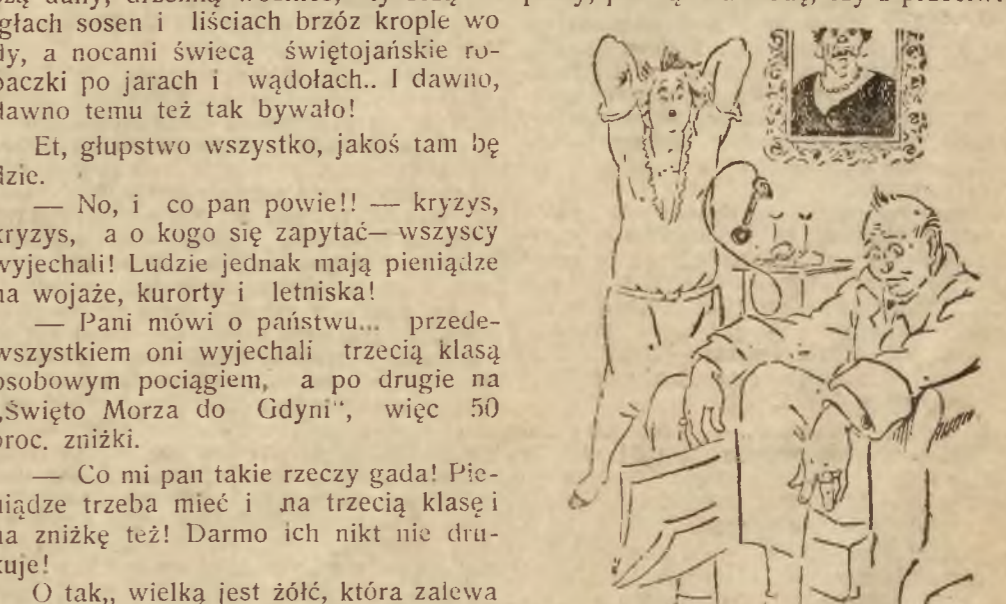 sosen i liściach brzóz krople wo
a nocami świecą świętojańskie ro-
po jarach i wądołach.. I dawno,
temu też tak bywało!
Et, głupstwo wszystko, jakoś tam bę
dzie.
— No, i co pan powie!! — kryzys,
kryzys, a o kogo się zapytać— wszyscy
wyjechali! Ludzie jednak mają pieniądze
na wojaże, kurorty i letniska!
— Pani mówi o państwu... przede-
wszystkiem oni wyjechali trzecią klasą
osobowym pociągiem, a po drugie na
„Święto Morza do Gdyni“, więc 50
proc. zniżki.
— Co mi pan takie rzeczy gada! Pie-
niądze trzeba mieć i na trzecią klasę i
na zniżkę też! Darmo ich nikt nie dru-
kuje!
O tak,, wielką jest żółć, która zalewa